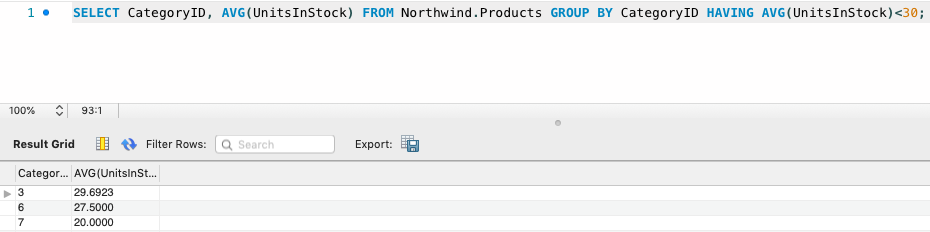 1 SELECT CategoryID, AVG(UnitsInStock) FROM Northwind.Products GROUP BY CategoryID HAVING AVG(UnitsInStock)<30;
100% 93:1
Result Grid Filter Rows: Search Export:
Categor... AVG(UnitsInSt...
3 29.6923
6 27.5000
7 20.0000